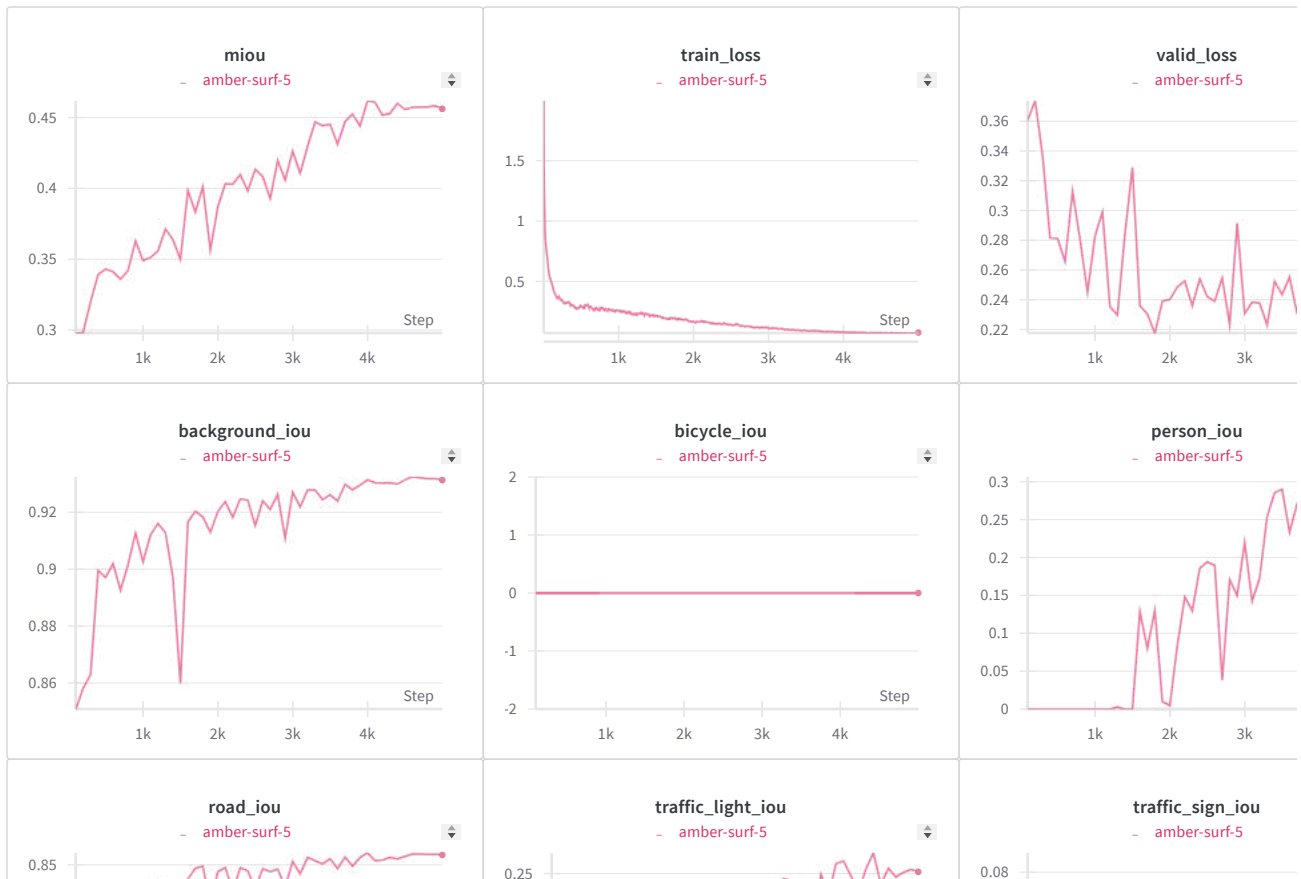 miou
amber-surf-5
0.45
0.4
0.35
0.3
Step
1k 2k 3k 4k
train_loss
amber-surf-5
1.5
1
0.5
Step
1k 2k 3k 4k
valid_loss
amber-surf-5
0.36
0.34
0.32
0.3
0.28
0.26
0.24
0.22
1k 2k 3k
background_iou
amber-surf-5
0.92
0.9
0.88
0.86
Step
1k 2k 3k 4k
bicycle_iou
amber-surf-5
2
1
0
-1
-2
Step
1k 2k 3k 4k
person_iou
amber-surf-5
0.3
0.25
0.2
0.15
0.1
0.05
0
1k 2k 3k
road_iou
amber-surf-5
0.85
traffic_light_iou
amber-surf-5
0.25
traffic_sign_iou
amber-surf-5
0.08